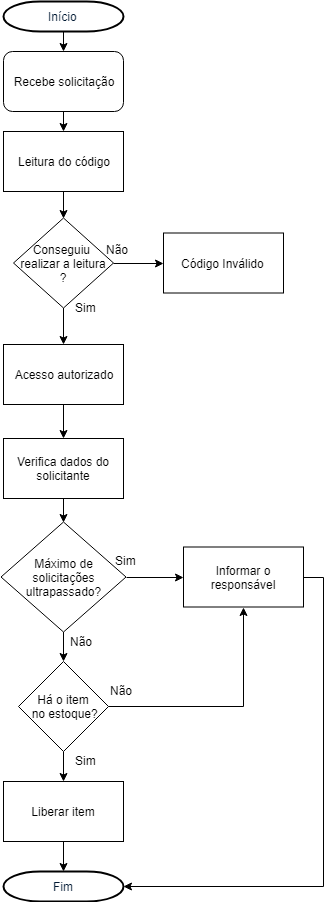 Início
Recebe solicitação
Leitura do código
Conseguiu
realizar a leitura
?
Não
Código Inválido
Sim
Acesso autorizado
Verifica dados do
solicitante
Máximo de
solicitações
ultrapassado?
Sim
Informar o
responsável
Não
Há o item
no estoque?
Não
Sim
Liberar item
Fim